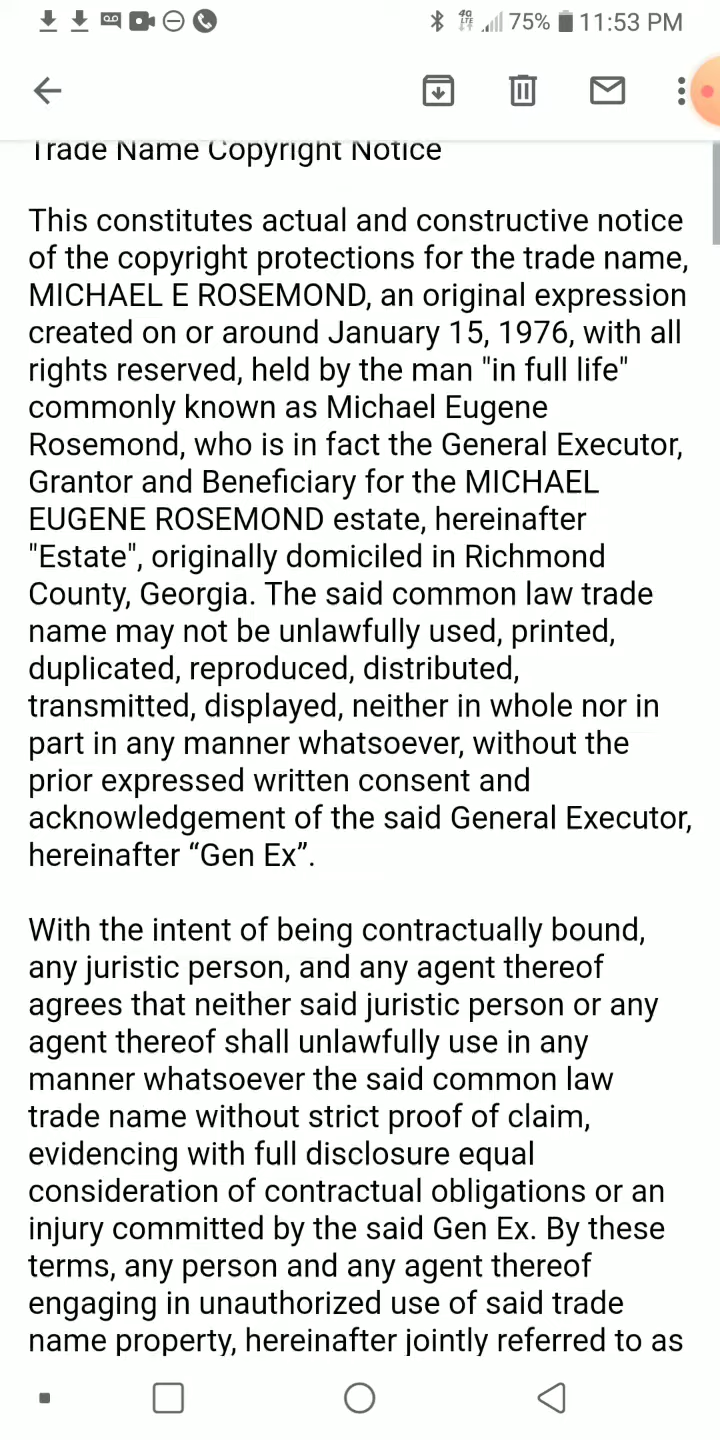 4G
LTE
75%
11:53 PM
Trade Name Copyright Notice
This constitutes actual and constructive notice
of the copyright protections for the trade name,
MICHAEL E ROSEMOND, an original expression
created on or around January 15, 1976, with all
rights reserved, held by the man "in full life"
commonly known as Michael Eugene
Rosemond, who is in fact the General Executor,
Grantor and Beneficiary for the MICHAEL
EUGENE ROSEMOND estate, hereinafter
"Estate", originally domiciled in Richmond
County, Georgia. The said common law trade
name may not be unlawfully used, printed,
duplicated, reproduced, distributed,
transmitted, displayed, neither in whole nor in
part in any manner whatsoever, without the
prior expressed written consent and
acknowledgement of the said General Executor,
hereinafter “Gen Ex”.
With the intent of being contractually bound,
any juristic person, and any agent thereof
agrees that neither said juristic person or any
agent thereof shall unlawfully use in any
manner whatsoever the said common law
trade name without strict proof of claim,
evidencing with full disclosure equal
consideration of contractual obligations or an
injury committed by the said Gen Ex. By these
terms, any person and any agent thereof
engaging in unauthorized use of said trade
name property, hereinafter jointly referred to as